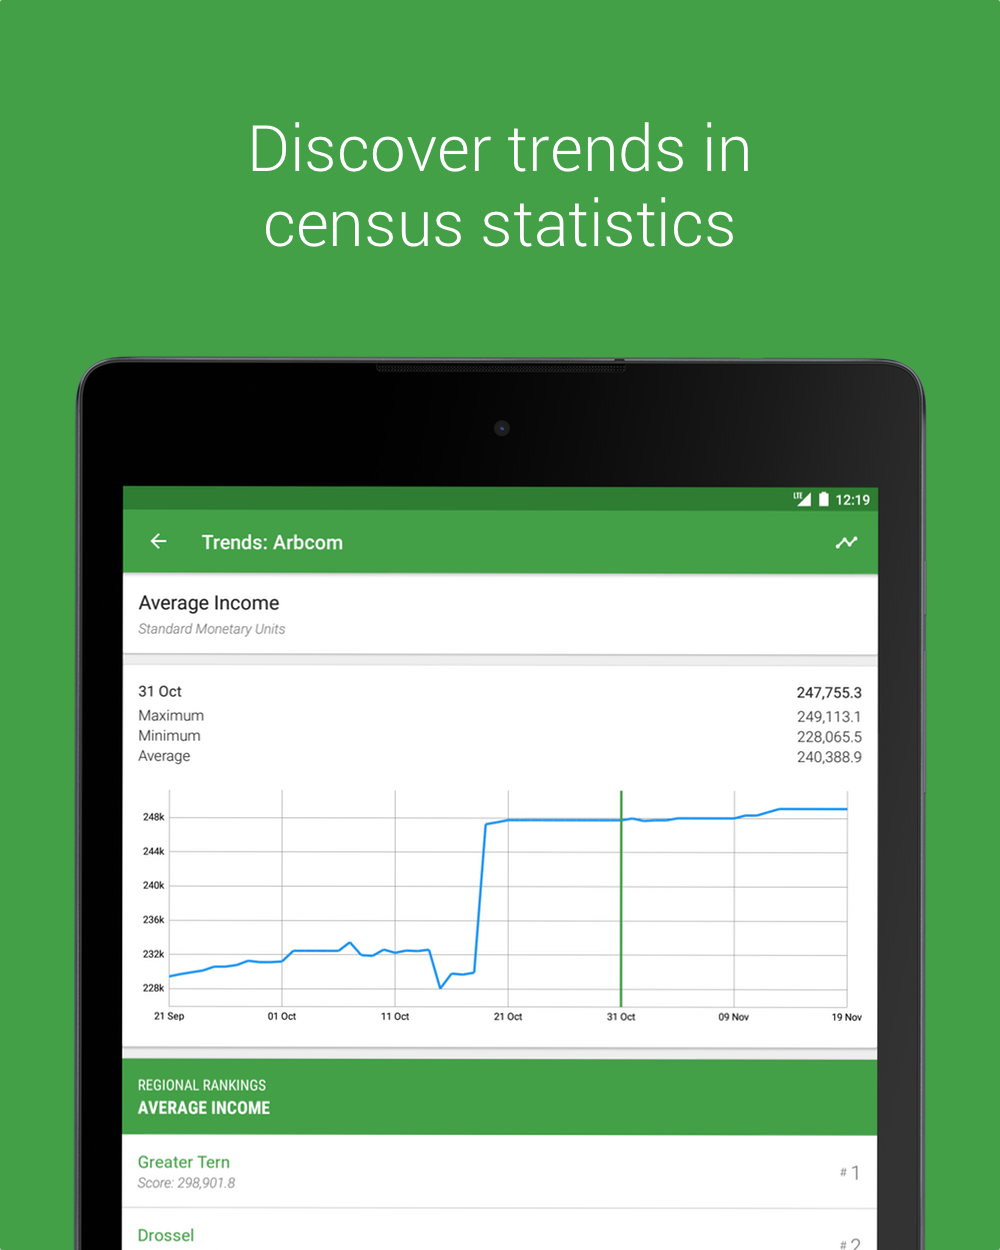 Discover trends in
census statistics
LTE 12:19
Trends: Arbcom
Average Income
Standard Monetary Units
31 Oct 247,755.3
Maximum 249,113.1
Minimum 228,065.5
Average 240,388.9
248k
244k
240k
236k
232k
228k
21 Sep 01 Oct 11 Oct 21 Oct 31 Oct 09 Nov 19 Nov
REGIONAL RANKINGS
AVERAGE INCOME
Greater Tern
# 1
Score: 298,901.8
Drossel
# 2